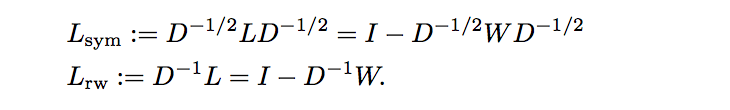 L_sym := D^{-1/2} L D^{-1/2} = I − D^{-1/2} W D^{-1/2}
L_rw := D^{-1} L = I − D^{-1} W.